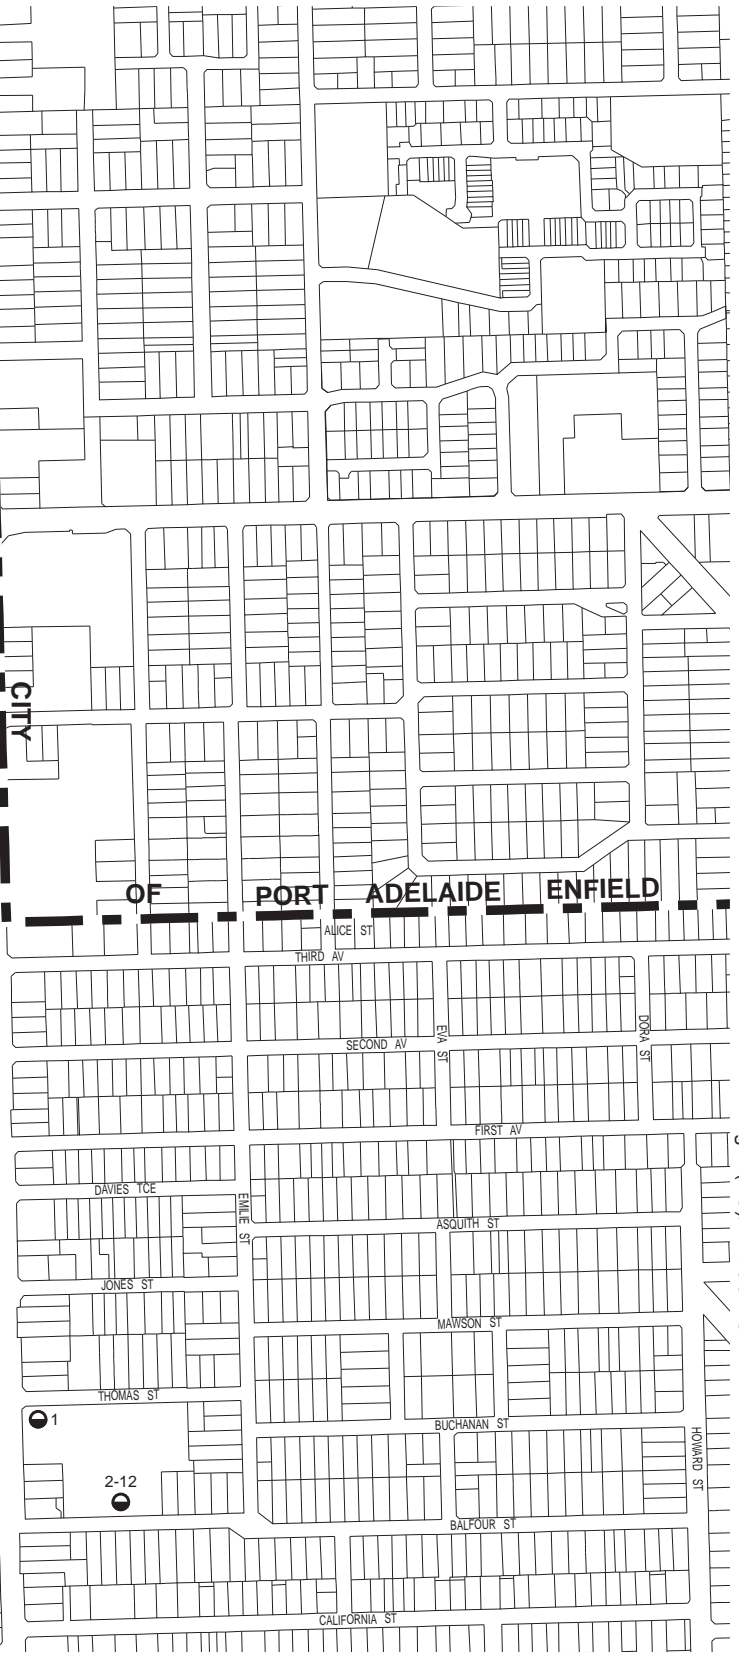 CITY
OF PORT ADELAIDE ENFIELD
ALICE ST
THIRD AV
EVA ST
DORA ST
SECOND AV
FIRST AV
DAVIES TCE
EMILIE ST
ASQUITH ST
JONES ST
MAWSON ST
THOMAS ST
1
BUCHANAN ST
HOWARD ST
2-12
BALFOUR ST
CALIFORNIA ST